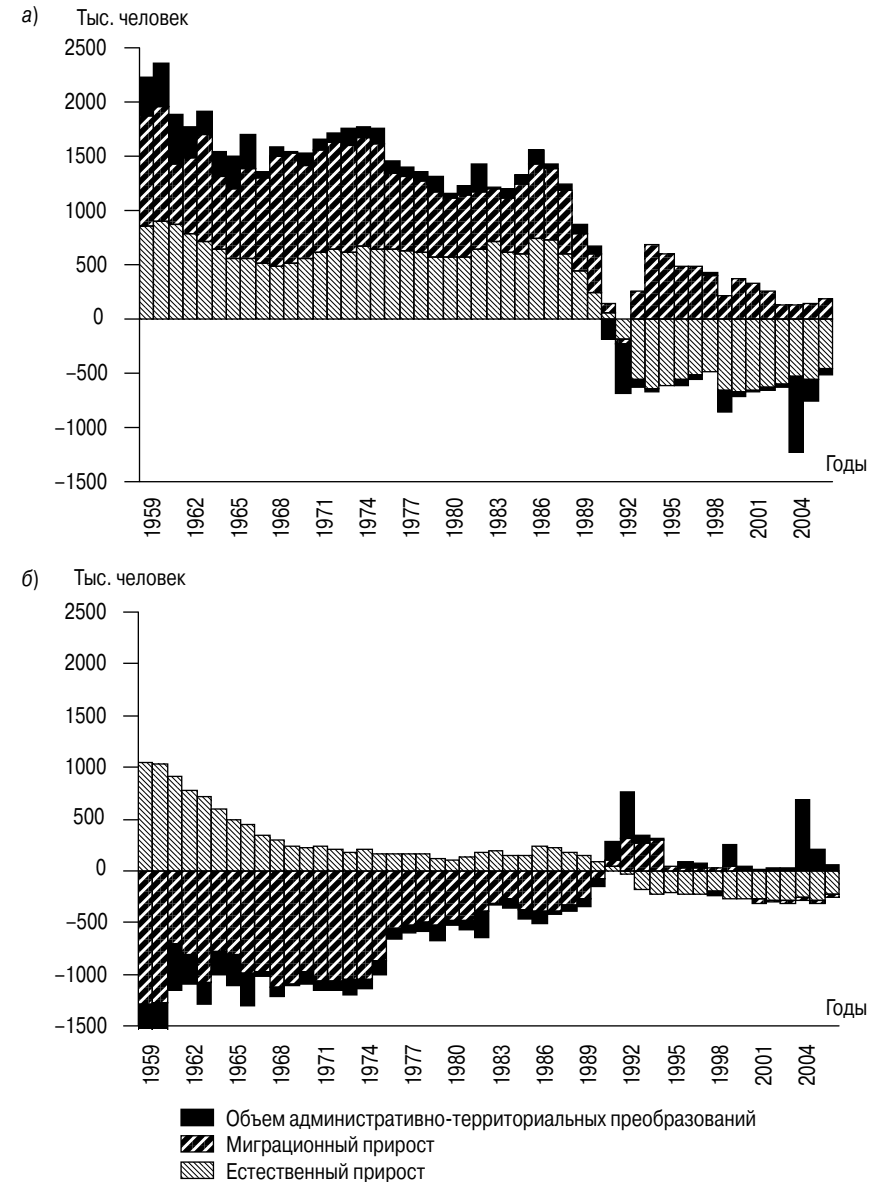 а) Тыс. человек
2500
2000
1500
1000
500
0
–500
–1000
–1500
Годы
1959 1962 1965 1968 1971 1974 1977 1980 1983 1986 1989 1992 1995 1998 2001 2004
б) Тыс. человек
2500
2000
1500
1000
500
0
–500
–1000
–1500
Годы
1959 1962 1965 1968 1971 1974 1977 1980 1983 1986 1989 1992 1995 1998 2001 2004
Объем административно-территориальных преобразований
Миграционный прирост
Естественный прирост